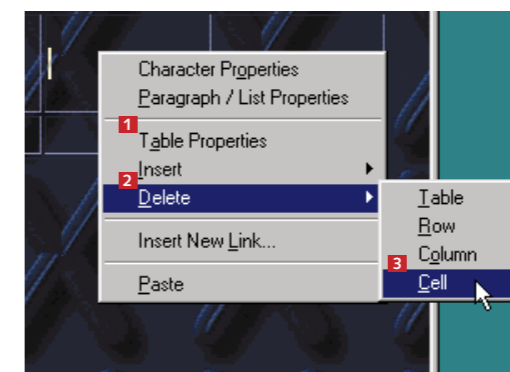 Character Properties
Paragraph / List Properties
1
Table Properties
Insert
2
Delete
Insert New Link...
Paste
Table
Row
Column
3
Cell